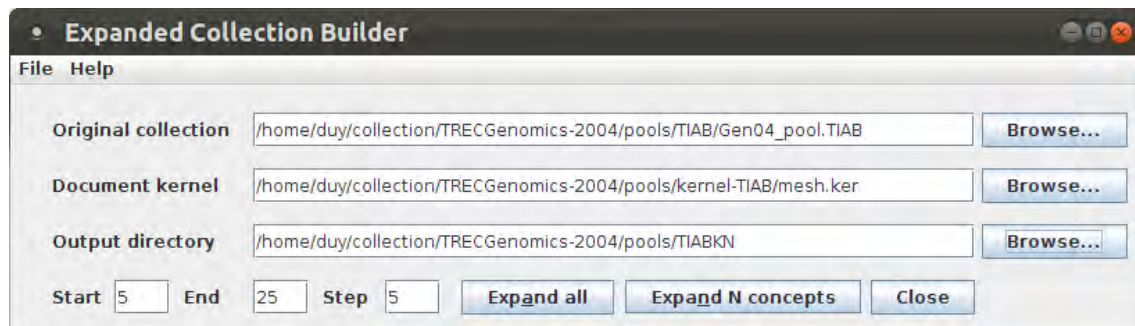 Expanded Collection Builder
File Help
Original collection /home/duy/collection/TRECGenomics-2004/pools/TIAB/Gen04_pool.TIAB Browse...
Document kernel /home/duy/collection/TRECGenomics-2004/pools/kernel-TIAB/mesh.ker Browse...
Output directory /home/duy/collection/TRECGenomics-2004/pools/TIABKN Browse...
Start 5 End 25 Step 5 Expand all Expand N concepts Close